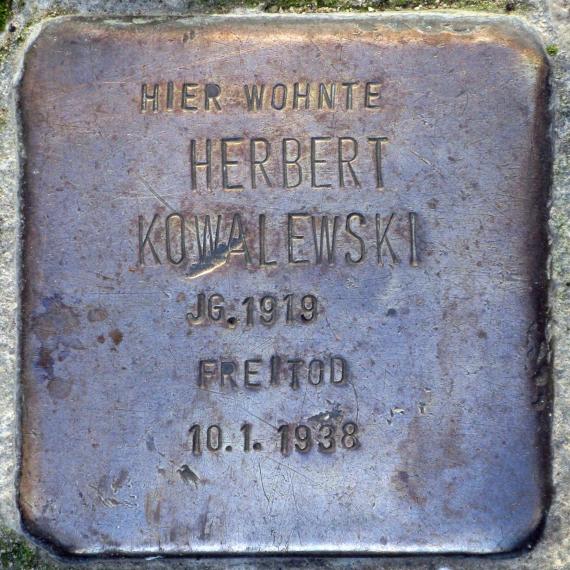 HIER WOHNTE
HERBERT
KOWALEWSKI
JG. 1919
FREITOD
10.1.1938